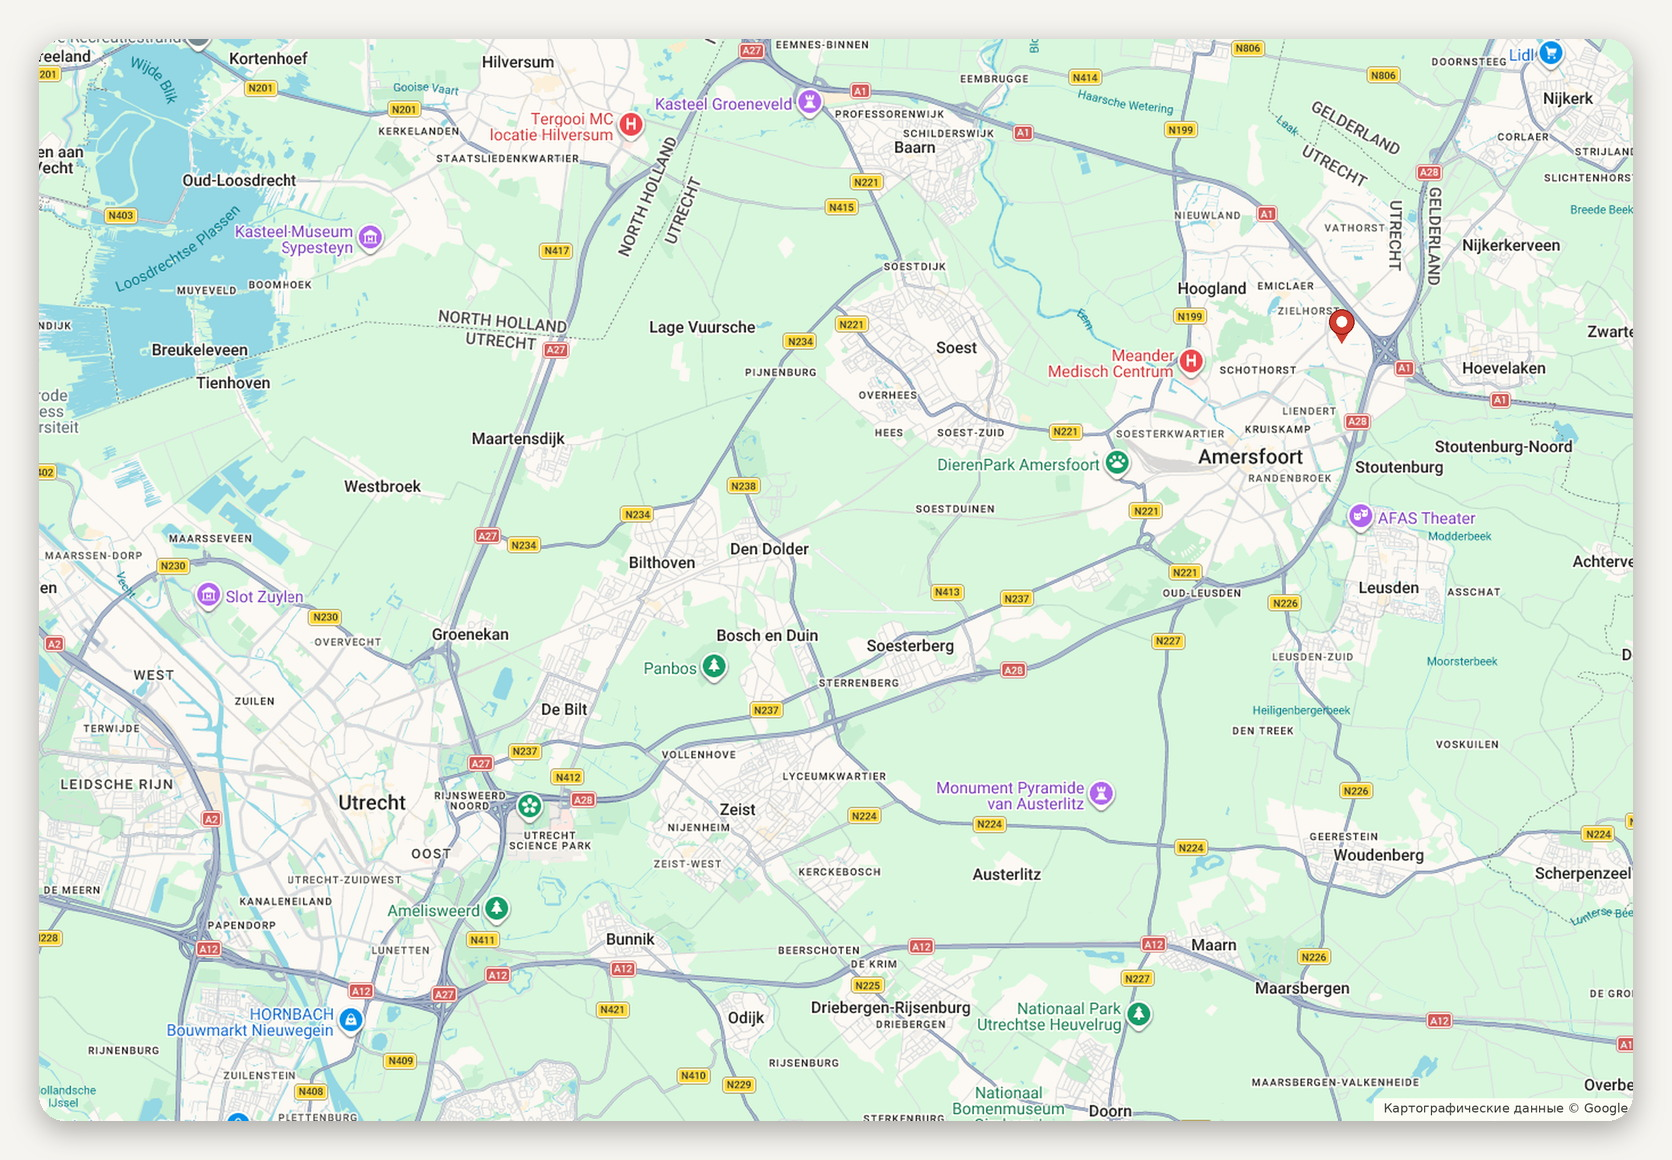 Kortenhoef
Hilversum
A27
EEMNES-BINNEN
N806
DOORNSTEEG
Lidl
N201
Wijde Blik
N201
Gooise Vaart
N201
Kasteel Groeneveld
A1
EEMBRUGGE
N414
Haarsche Wetering
N806
Nijkerk
Tergooi MC
locatie Hilversum
KERKELANDEN
STAATSLIEDENKWARTIER
PROFESSORENWIJK
SCHILDERSWIJK
Baarn
A1
N199
Laak
GELDERLAND
UTRECHT
CORLAER
A28
Oud-Loosdrecht
NORTH HOLLAND
UTRECHT
N221
N415
N403
Kasteel-Museum
Sypesteyn
Loosdrechtse Plassen
N417
NIEUWLAND
A1
VATHORST
UTRECHT
GELDERLAND
Breede Beek
Nijkerkerveen
SOESTDIJK
MUYEVELD
BOOMHOEK
Hoogland
EMIELAER
ZIELHORST
NORTH HOLLAND
UTRECHT
Lage Vuursche
N221
Eem
N199
Breukeleveen
A27
N234
Soest
Meander
Medisch Centrum
SCHOTHORST
A1
Hoevelaken
Tienhoven
PIJNENBURG
OVERHEES
A1
LIENDERT
A28
KRUISKAMP
HEES
SOEST-ZUID
N221
SOESTERKWARTIER
Maartensdijk
Amersfoort
Stoutenburg-Noord
Stoutenburg
DierenPark Amersfoort
RANDENBROEK
Westbroek
N238
N234
SOESTDUINEN
N221
AFAS Theater
Modderbeek
MAARSSEVEEN
A27
N234
Den Dolder
Bilthoven
MAARSSEN-DORP
N230
Vecht
Slot Zuylen
N230
N413
N237
N221
OUD-LEUSDEN
N226
Leusden
ASSCHAT
OVERVECHT
Groenekan
Bosch en Duin
Soesterberg
N227
LEUSDEN-ZUID
Moorsterbeek
A2
Panbos
A28
WEST
STERRENBERG
ZUILEN
De Bilt
N237
Heiligenbergerbeek
TERWIJDE
DEN TREEK
VOSKUILEN
N237
VOLLENHOVE
A27
LEIDSCHE RIJN
N412
LYCEUMKWARTIER
Utrecht
RIJNSWEERD
NOORD
A28
Zeist
Monument Pyramide
van Austerlitz
N226
A2
N224
N224
NIJENHEIM
UTRECHT
SCIENCE PARK
GEERESTEIN
N224
N224
Woudenberg
OOST
ZEIST-WEST
KERCKEBOSCH
Austerlitz
DE MEERN
UTRECHT-ZUIDWEST
KANALENEILAND
Amelisweerd
PAPENDORP
N411
Bunnik
LUNETTEN
A12
BEERSCHOTEN
DE KRIM
A12
A12
Maarn
N226
A12
A12
N225
N227
Maarsbergen
A12
A27
HORNBACH
Bouwmarkt Nieuwegein
N421
Odijk
Driebergen-Rijsenburg
DRIEBERGEN
Nationaal Park
Utrechtse Heuvelrug
A12
RIJNENBURG
N409
RIJSENBURG
ZUILENSTEIN
N408
N410
N229
MAARSBERGEN-VALKENHEIDE
PLETTENBURG
STERKENBURG
Nationaal
Bomenmuseum
Doorn
Картографические данные © Google